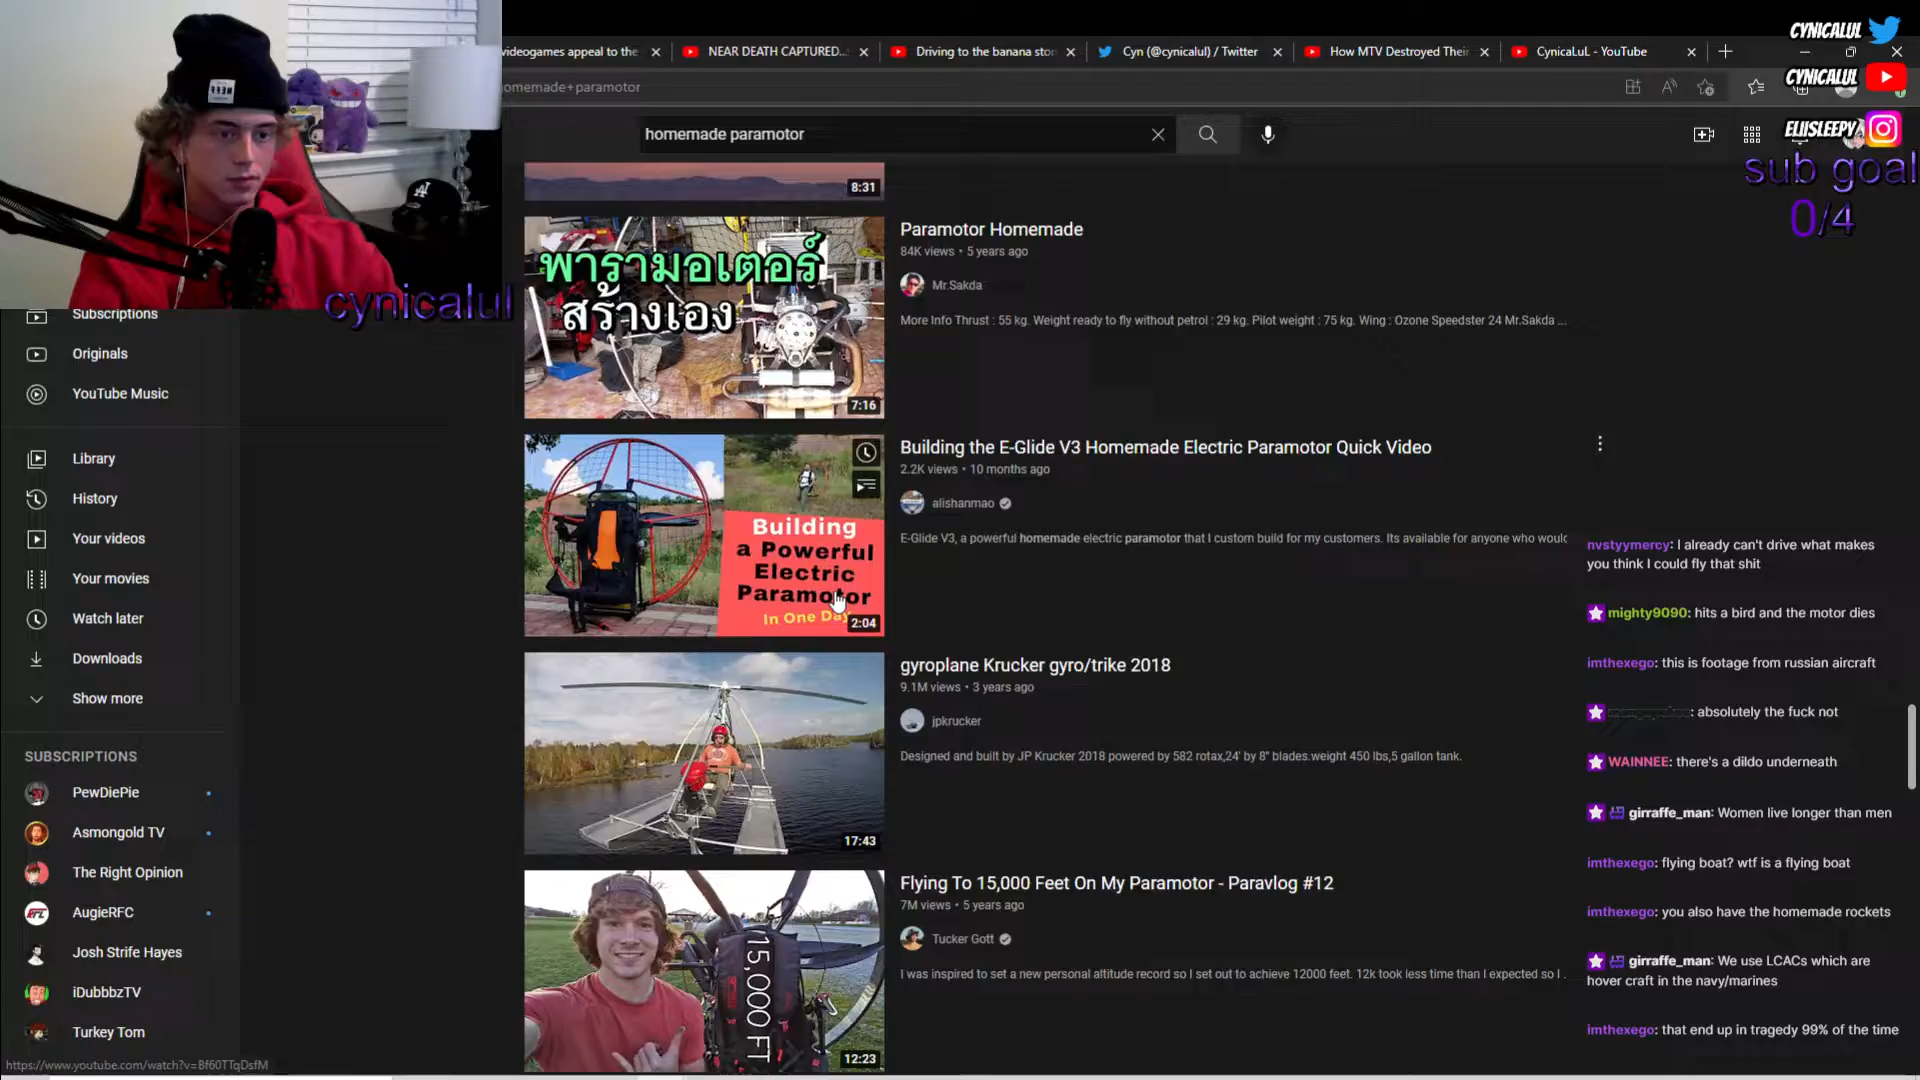 videogames appeal to the
NEAR DEATH CAPTURED...
Driving to the banana stor
Cyn (@cynicalul) / Twitter
How MTV Destroyed Thei
CynicaLuL - YouTube
CYNICALUL
omemade+paramotor
CYNICALUL
homemade paramotor
ELIISLEEPY
sub goal
0/4
cynicalul
Subscriptions
Originals
YouTube Music
Library
History
Your videos
Your movies
Watch later
Downloads
Show more
SUBSCRIPTIONS
PewDiePie
Asmongold TV
The Right Opinion
AugieRFC
Josh Strife Hayes
iDubbbzTV
Turkey Tom
https://www.youtube.com/watch?v=Bf60TTqDsfM
8:31
พารามอเตอร์
สร้างเอง
7:16
Paramotor Homemade
84K views • 5 years ago
Mr.Sakda
More Info Thrust : 55 kg. Weight ready to fly without petrol : 29 kg. Pilot weight : 75 kg. Wing : Ozone Speedster 24 Mr.Sakda ...
Building
a Powerful
Electric
Paramotor
In One Day
2:04
Building the E-Glide V3 Homemade Electric Paramotor Quick Video
2.2K views • 10 months ago
alishanmao
E-Glide V3, a powerful homemade electric paramotor that I custom build for my customers. Its available for anyone who woulc
17:43
gyroplane Krucker gyro/trike 2018
9.1M views • 3 years ago
jpkrucker
Designed and built by JP Krucker 2018 powered by 582 rotax,24' by 8" blades.weight 450 lbs,5 gallon tank.
15,000 FT
12:23
Flying To 15,000 Feet On My Paramotor - Paravlog #12
7M views • 5 years ago
Tucker Gott
I was inspired to set a new personal altitude record so I set out to achieve 12000 feet. 12k took less time than I expected so I .
nvstyymercy: I already can't drive what makes
you think I could fly that shit
mighty9090: hits a bird and the motor dies
imthexego: this is footage from russian aircraft
: absolutely the fuck not
WAINNEE: there's a dildo underneath
girraffe_man: Women live longer than men
imthexego: flying boat? wtf is a flying boat
imthexego: you also have the homemade rockets
girraffe_man: We use LCACs which are
hover craft in the navy/marines
imthexego: that end up in tragedy 99% of the time